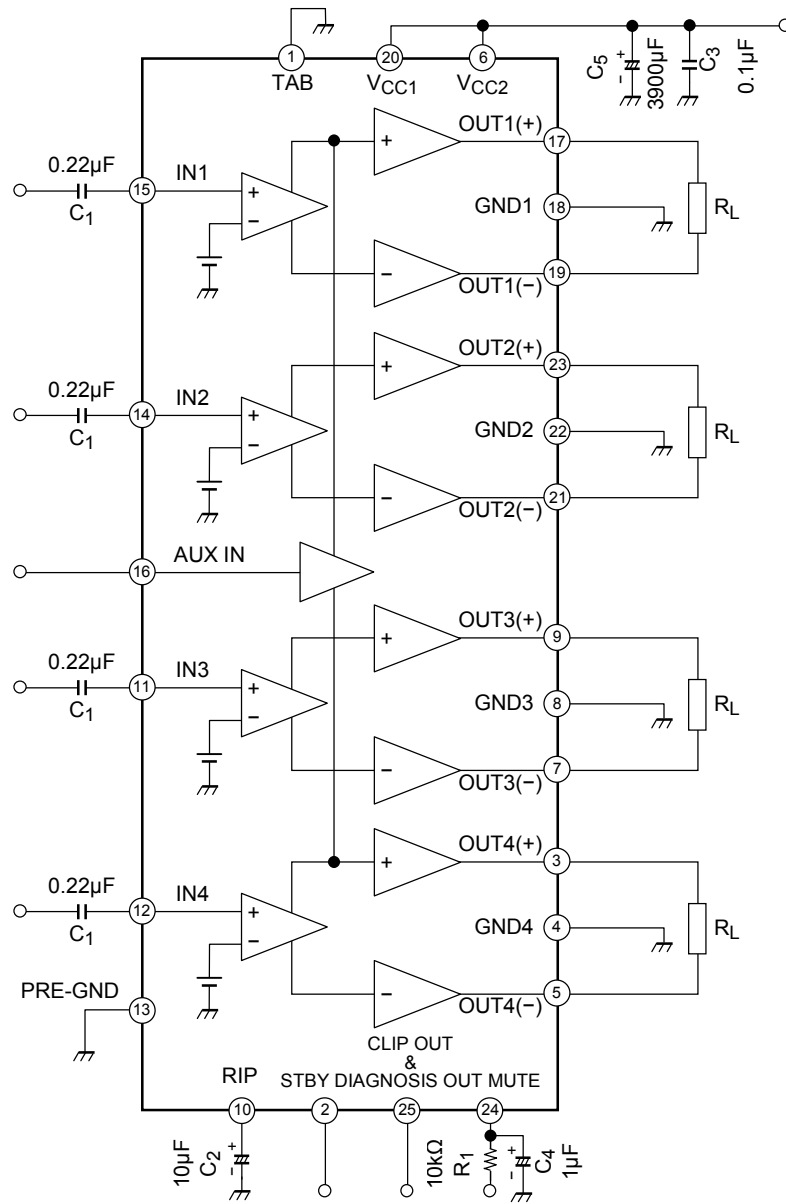 1
TAB
20
VCC1
6
VCC2
C5
+
−
3900µF
C3
0.1µF
0.22µF
C1
15
IN1
+
−
+
−
OUT1(+)
17
GND1
18
RL
OUT1(−)
19
0.22µF
C1
14
IN2
+
−
+
−
OUT2(+)
23
GND2
22
RL
OUT2(−)
21
16
AUX IN
0.22µF
C1
11
IN3
+
−
+
−
OUT3(+)
9
GND3
8
RL
OUT3(−)
7
0.22µF
C1
12
IN4
+
−
+
−
OUT4(+)
3
GND4
4
RL
OUT4(−)
5
PRE-GND
13
CLIP OUT
&
RIP
STBY DIAGNOSIS OUT MUTE
10
2
25
24
10µF
C2
+
−
10kΩ
R1
+
−
C4
1µF